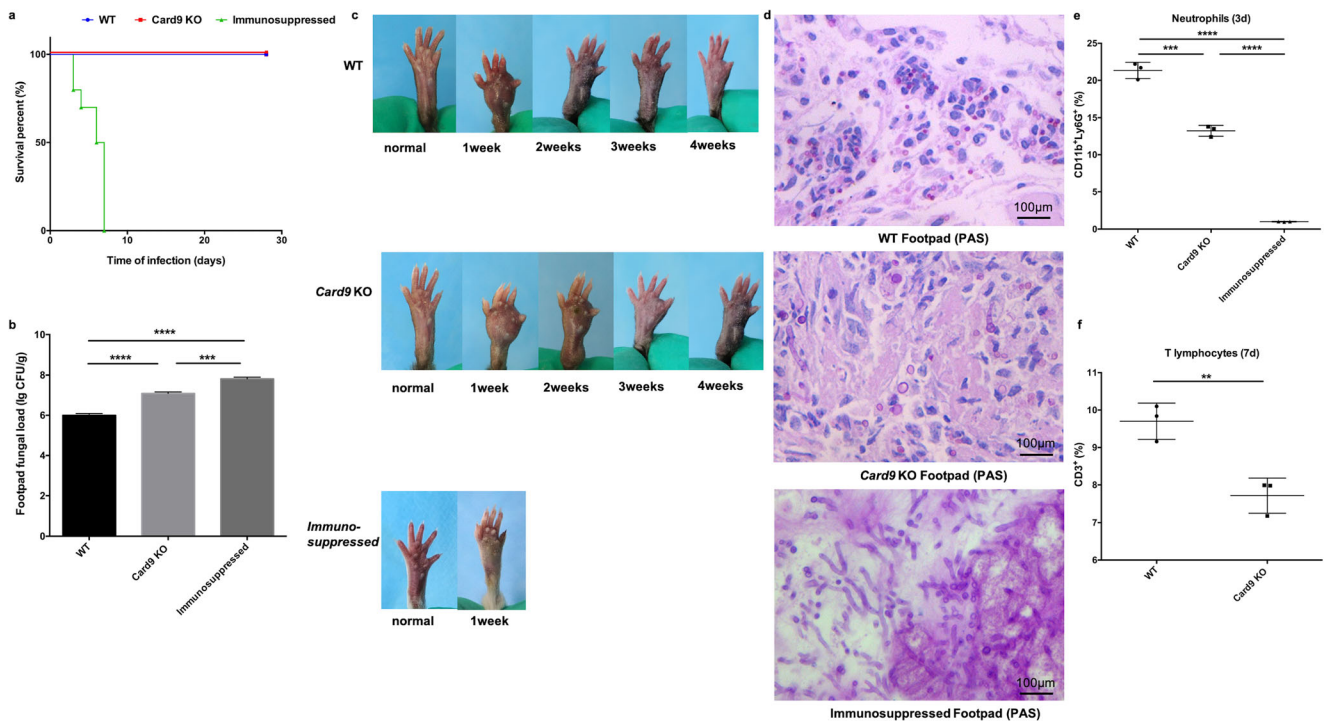 a
WT
Card9 KO
Immunosuppressed
Survival percent (%)
100
50
0
0
10
20
30
Time of infection (days)
b
Footpad fungal load (lg CFU/g)
10
8
6
4
2
0
****
****
***
WT
Card9 KO
Immunosuppressed
c
WT
normal
1week
2weeks
3weeks
4weeks
Card9 KO
normal
1week
2weeks
3weeks
4weeks
Immuno-
suppressed
normal
1week
d
100μm
WT Footpad (PAS)
100μm
Card9 KO Footpad (PAS)
100μm
Immunosuppressed Footpad (PAS)
e
Neutrophils (3d)
CD11b⁺Ly6G⁺ (%)
25
20
15
10
5
0
****
***
****
WT
Card9 KO
Immunosuppressed
f
T lymphocytes (7d)
CD3⁺ (%)
11
10
9
8
7
6
**
WT
Card9 KO